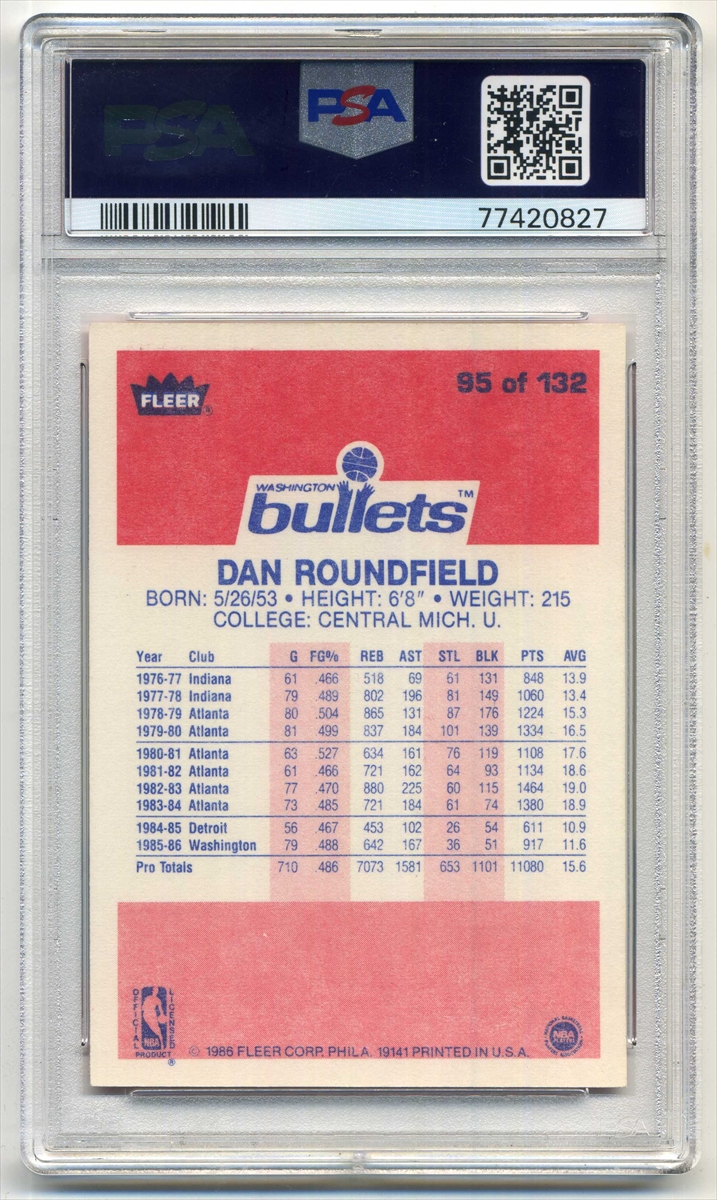 PSA
PSA
77420827
FLEER®
95 of 132
WASHINGTON
bullets™
DAN ROUNDFIELD
BORN: 5/26/53 • HEIGHT: 6'8" • WEIGHT: 215
COLLEGE: CENTRAL MICH. U.
Year Club G FG% REB AST STL BLK PTS AVG
1976-77 Indiana 61 .466 518 69 61 131 848 13.9
1977-78 Indiana 79 .489 802 196 81 149 1060 13.4
1978-79 Atlanta 80 .504 865 131 87 176 1224 15.3
1979-80 Atlanta 81 .499 837 184 101 139 1334 16.5
1980-81 Atlanta 63 .527 634 161 76 119 1108 17.6
1981-82 Atlanta 61 .466 721 162 64 93 1134 18.6
1982-83 Atlanta 77 .470 880 225 60 115 1464 19.0
1983-84 Atlanta 73 .485 721 184 61 74 1380 18.9
1984-85 Detroit 56 .467 453 102 26 54 611 10.9
1985-86 Washington 79 .488 642 167 36 51 917 11.6
Pro Totals 710 .486 7073 1581 653 1101 11080 15.6
OFFICIAL LICENSED
NBA
PRODUCT ®
© 1986 FLEER CORP. PHILA. 19141 PRINTED IN U.S.A.
NBA
PLAYERS